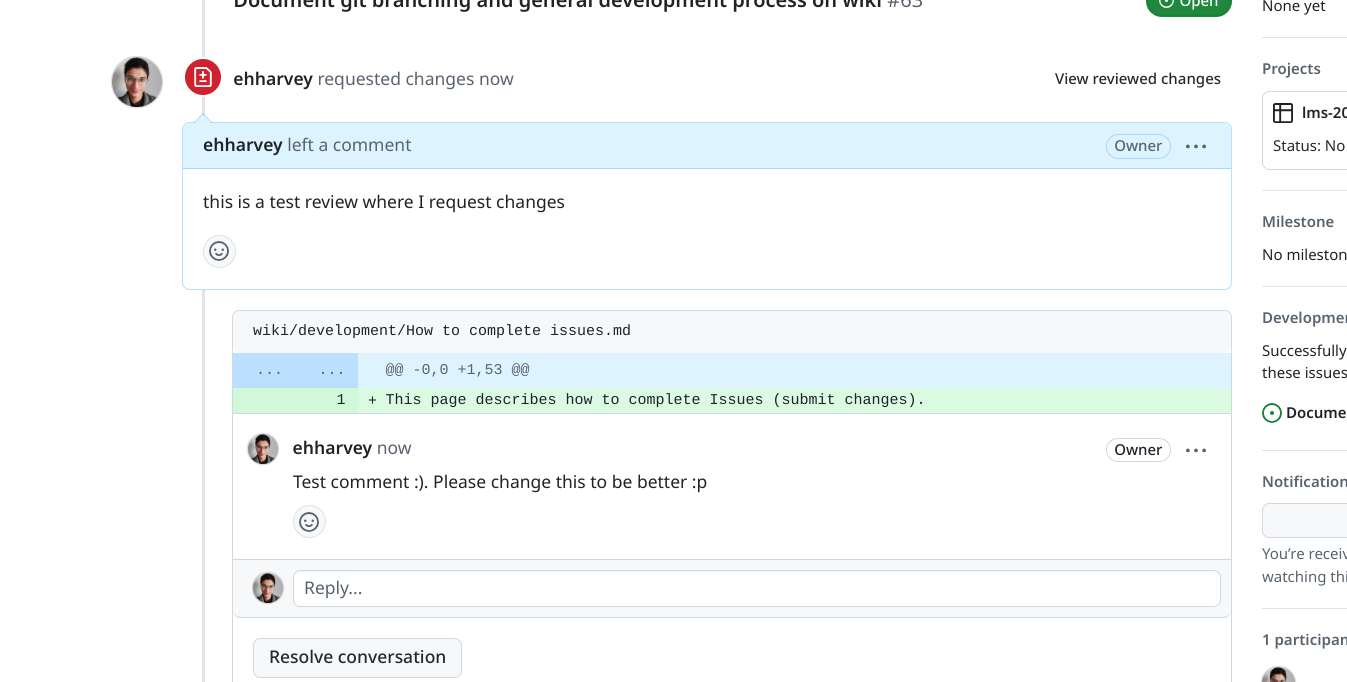 Document git branching and general development process on wiki #63
Open
ehharvey requested changes now
View reviewed changes
ehharvey left a comment
Owner
this is a test review where I request changes
wiki/development/How to complete issues.md
... ... @@ -0,0 +1,53 @@
1 + This page describes how to complete Issues (submit changes).
ehharvey now
Owner
Test comment :). Please change this to be better :p
Reply...
Resolve conversation
None yet
Projects
lms-20
Status: No
Milestone
No mileston
Developmen
Successfully
these issues
Docume
Notification
You're receiv
watching thi
1 participan